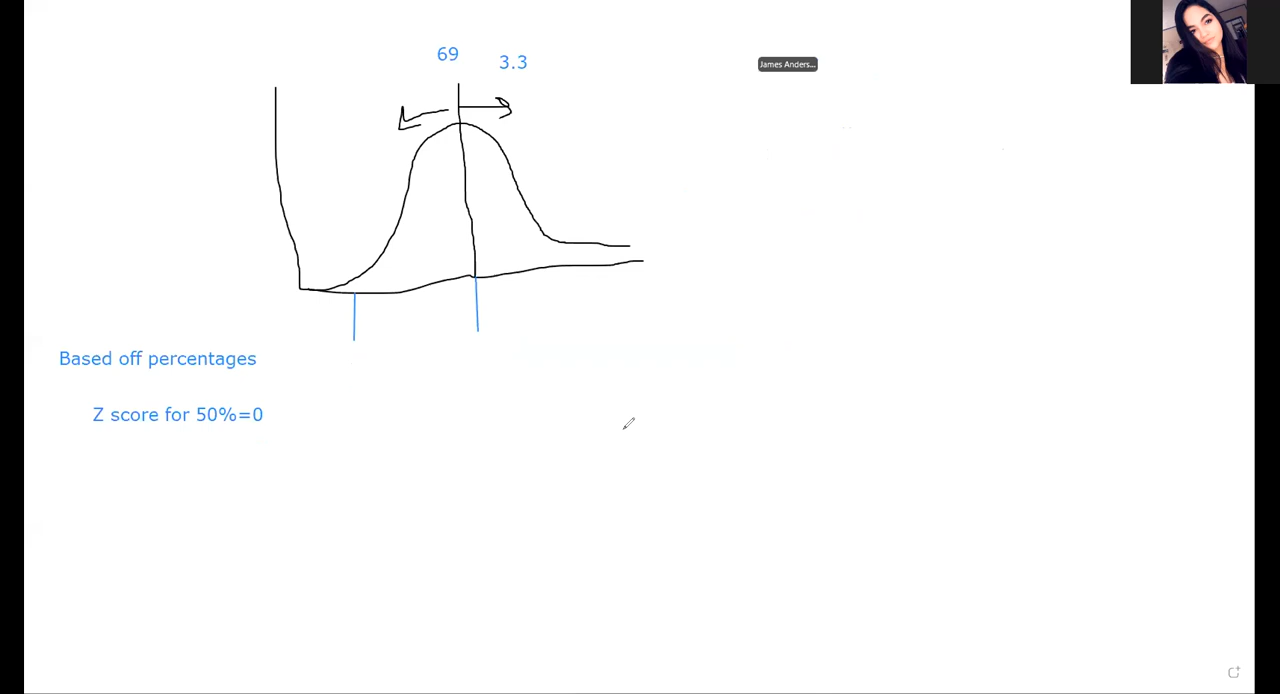 69
3.3
James Anders...
Based off percentages
Z score for 50%=0